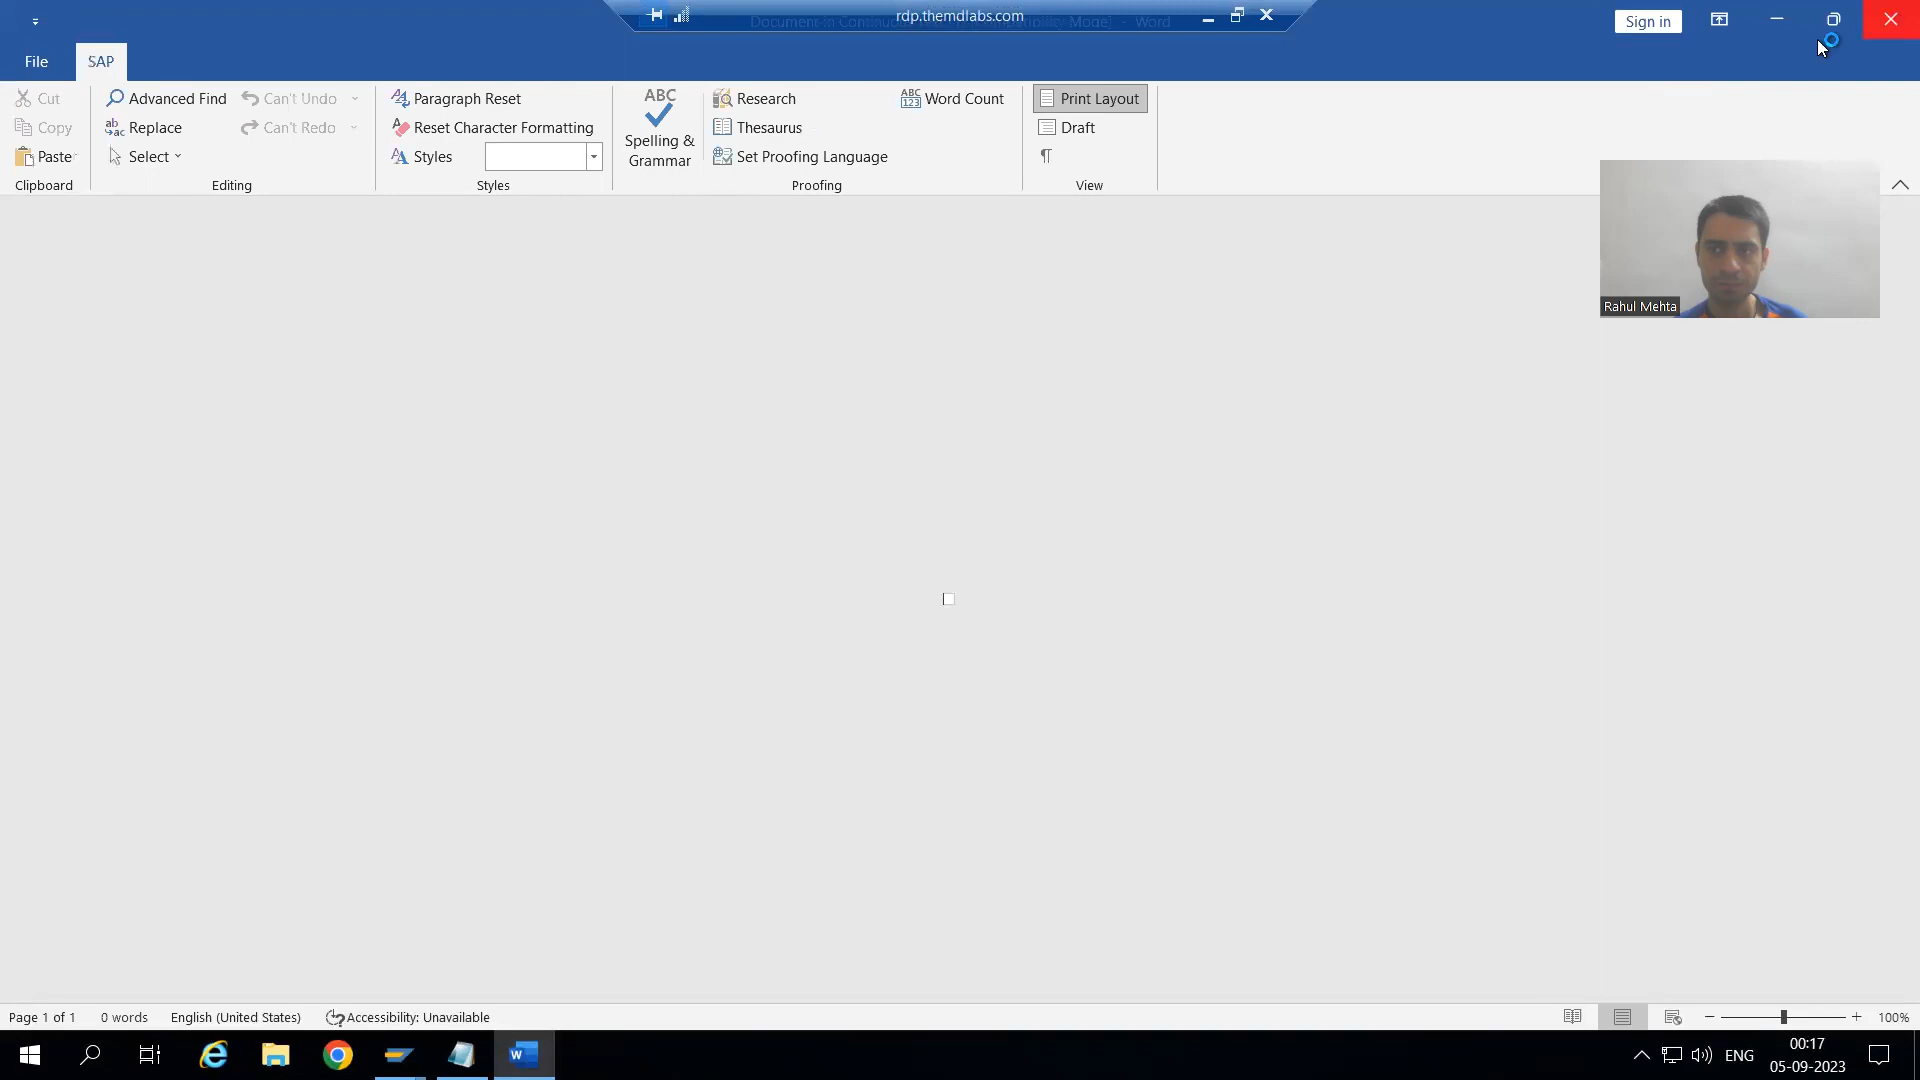 rdp.themdlabs.com
Sign in
File
SAP
Cut
Copy
Paste
Clipboard
Advanced Find
Replace
Select
Can't Undo
Can't Redo
Editing
Paragraph Reset
Reset Character Formatting
Styles
Styles
ABC
Spelling &
Grammar
Research
Thesaurus
Set Proofing Language
ABC
123
Word Count
Proofing
Print Layout
Draft
View
Rahul Mehta
Page 1 of 1
0 words
English (United States)
Accessibility: Unavailable
100%
ENG
00:17
05-09-2023